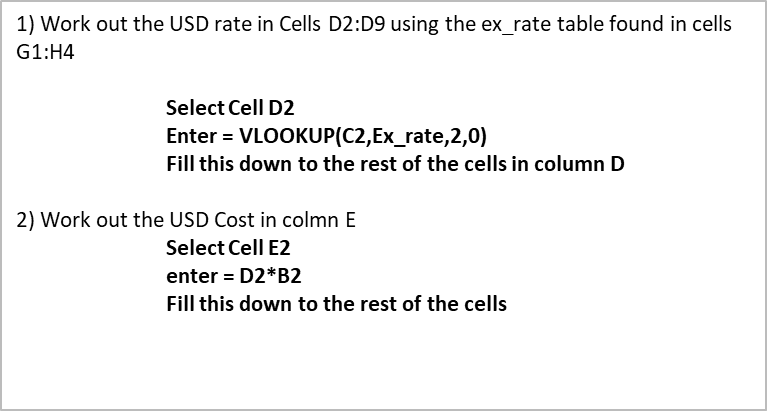 1) Work out the USD rate in Cells D2:D9 using the ex_rate table found in cells
G1:H4
Select Cell D2
Enter = VLOOKUP(C2,Ex_rate,2,0)
Fill this down to the rest of the cells in column D
2) Work out the USD Cost in colmn E
Select Cell E2
enter = D2*B2
Fill this down to the rest of the cells